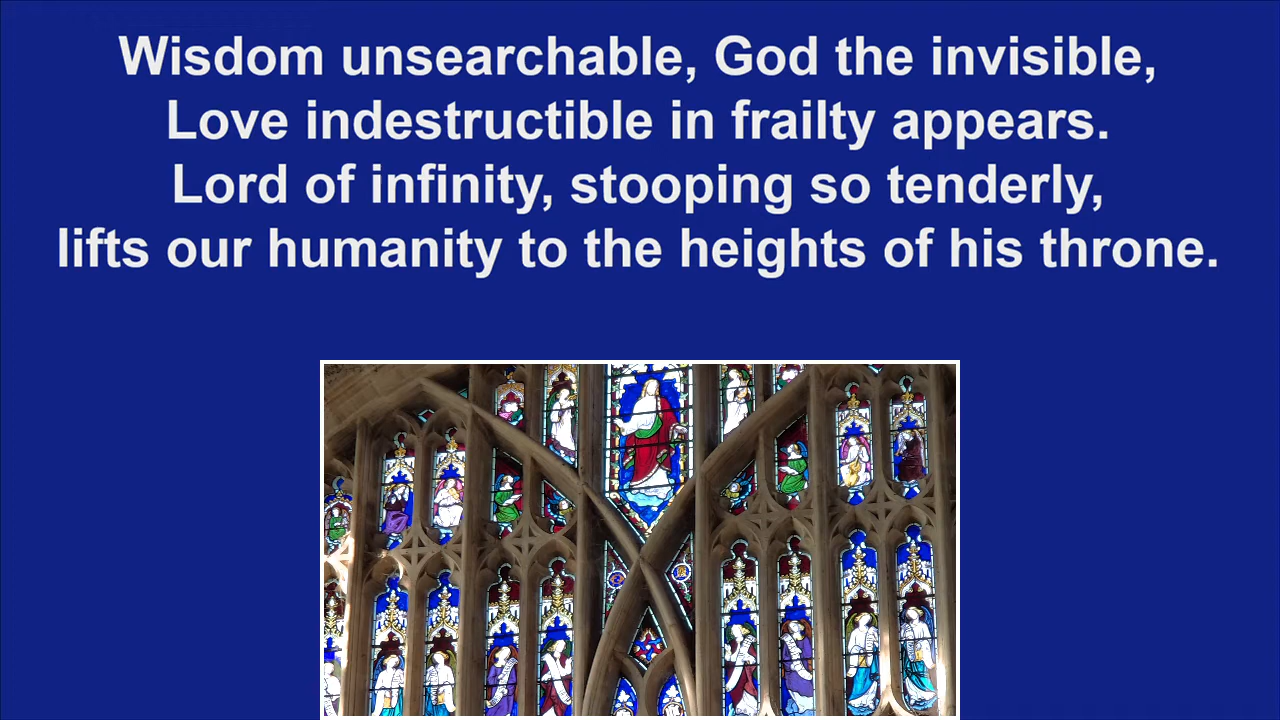 Wisdom unsearchable, God the invisible,
Love indestructible in frailty appears.
Lord of infinity, stooping so tenderly,
lifts our humanity to the heights of his throne.